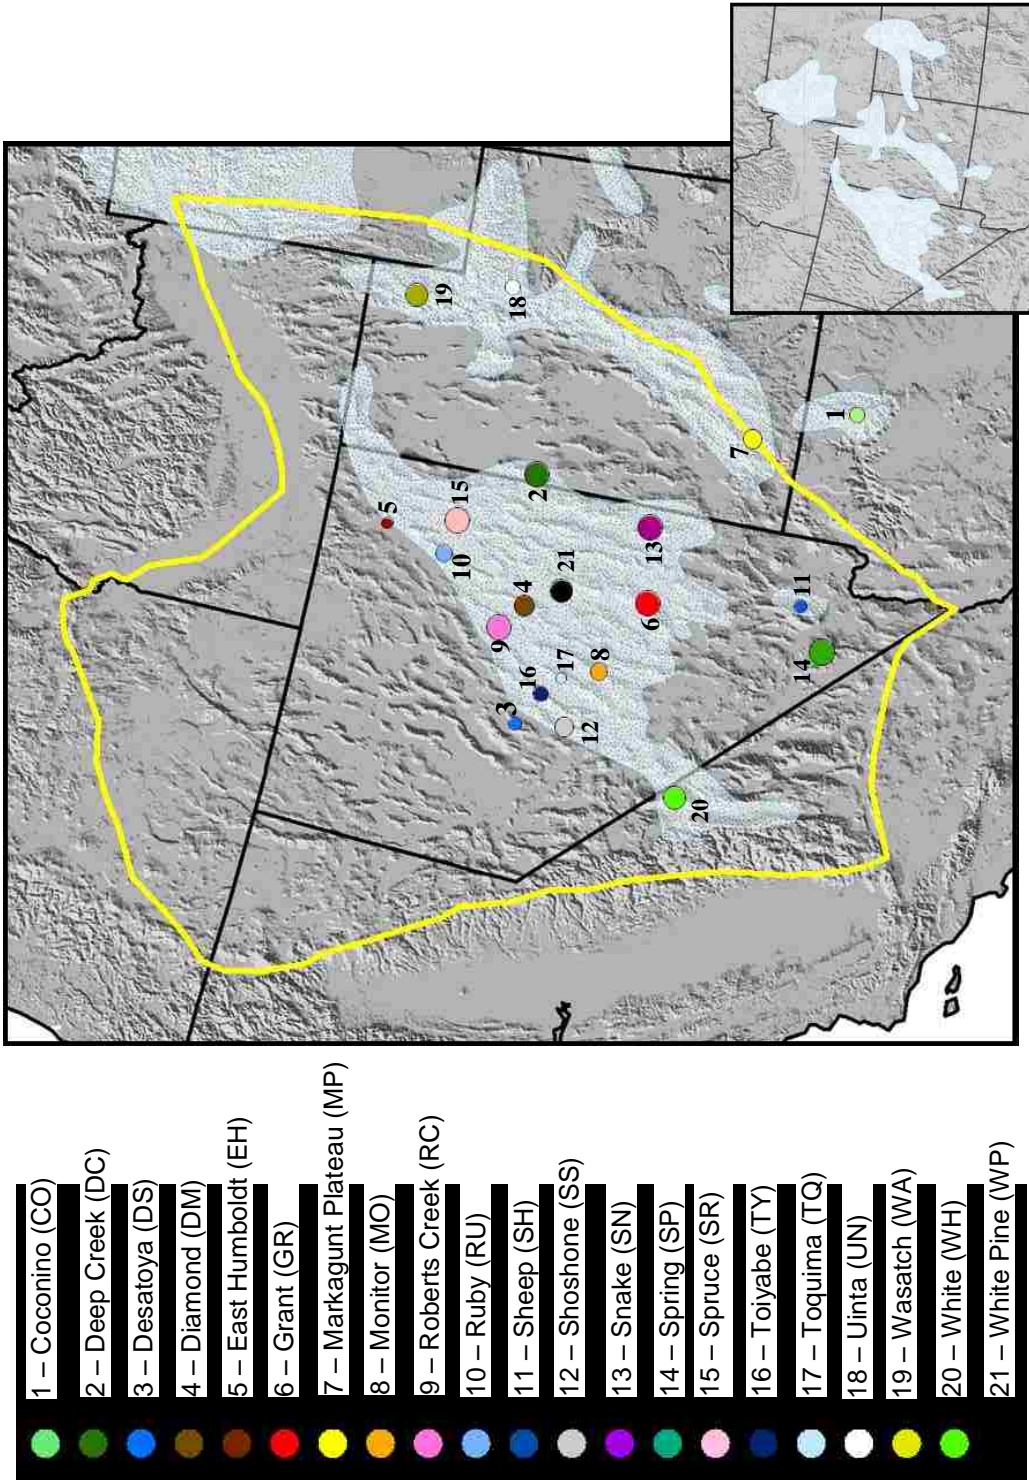 1 – Coconino (CO)
2 – Deep Creek (DC)
3 – Desatoya (DS)
4 – Diamond (DM)
5 – East Humboldt (EH)
6 – Grant (GR)
7 – Markagunt Plateau (MP)
8 – Monitor (MO)
9 – Roberts Creek (RC)
10 – Ruby (RU)
11 – Sheep (SH)
12 – Shoshone (SS)
13 – Snake (SN)
14 – Spring (SP)
15 – Spruce (SR)
16 – Toiyabe (TY)
17 – Toquima (TQ)
18 – Uinta (UN)
19 – Wasatch (WA)
20 – White (WH)
21 – White Pine (WP)
19
18
5
15
10
2
7
1
4
21
9
13
6
16
17
8
3
12
11
14
20